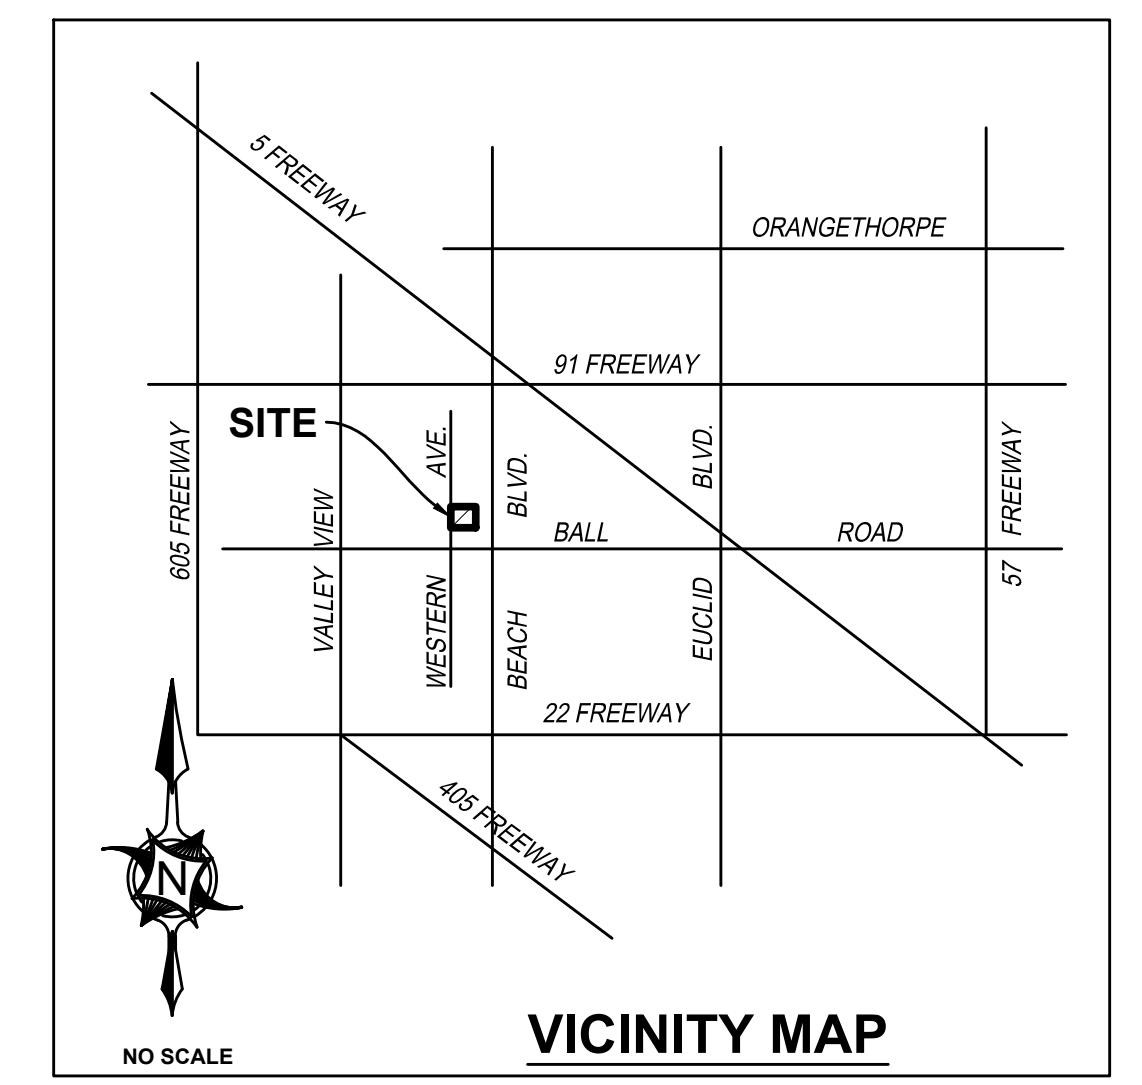 5 FREEWAY
ORANGETHORPE
91 FREEWAY
SITE
605 FREEWAY
VALLEY VIEW
WESTERN AVE.
BEACH BLVD.
EUCLID BLVD.
57 FREEWAY
BALL ROAD
22 FREEWAY
405 FREEWAY
N
NO SCALE
VICINITY MAP